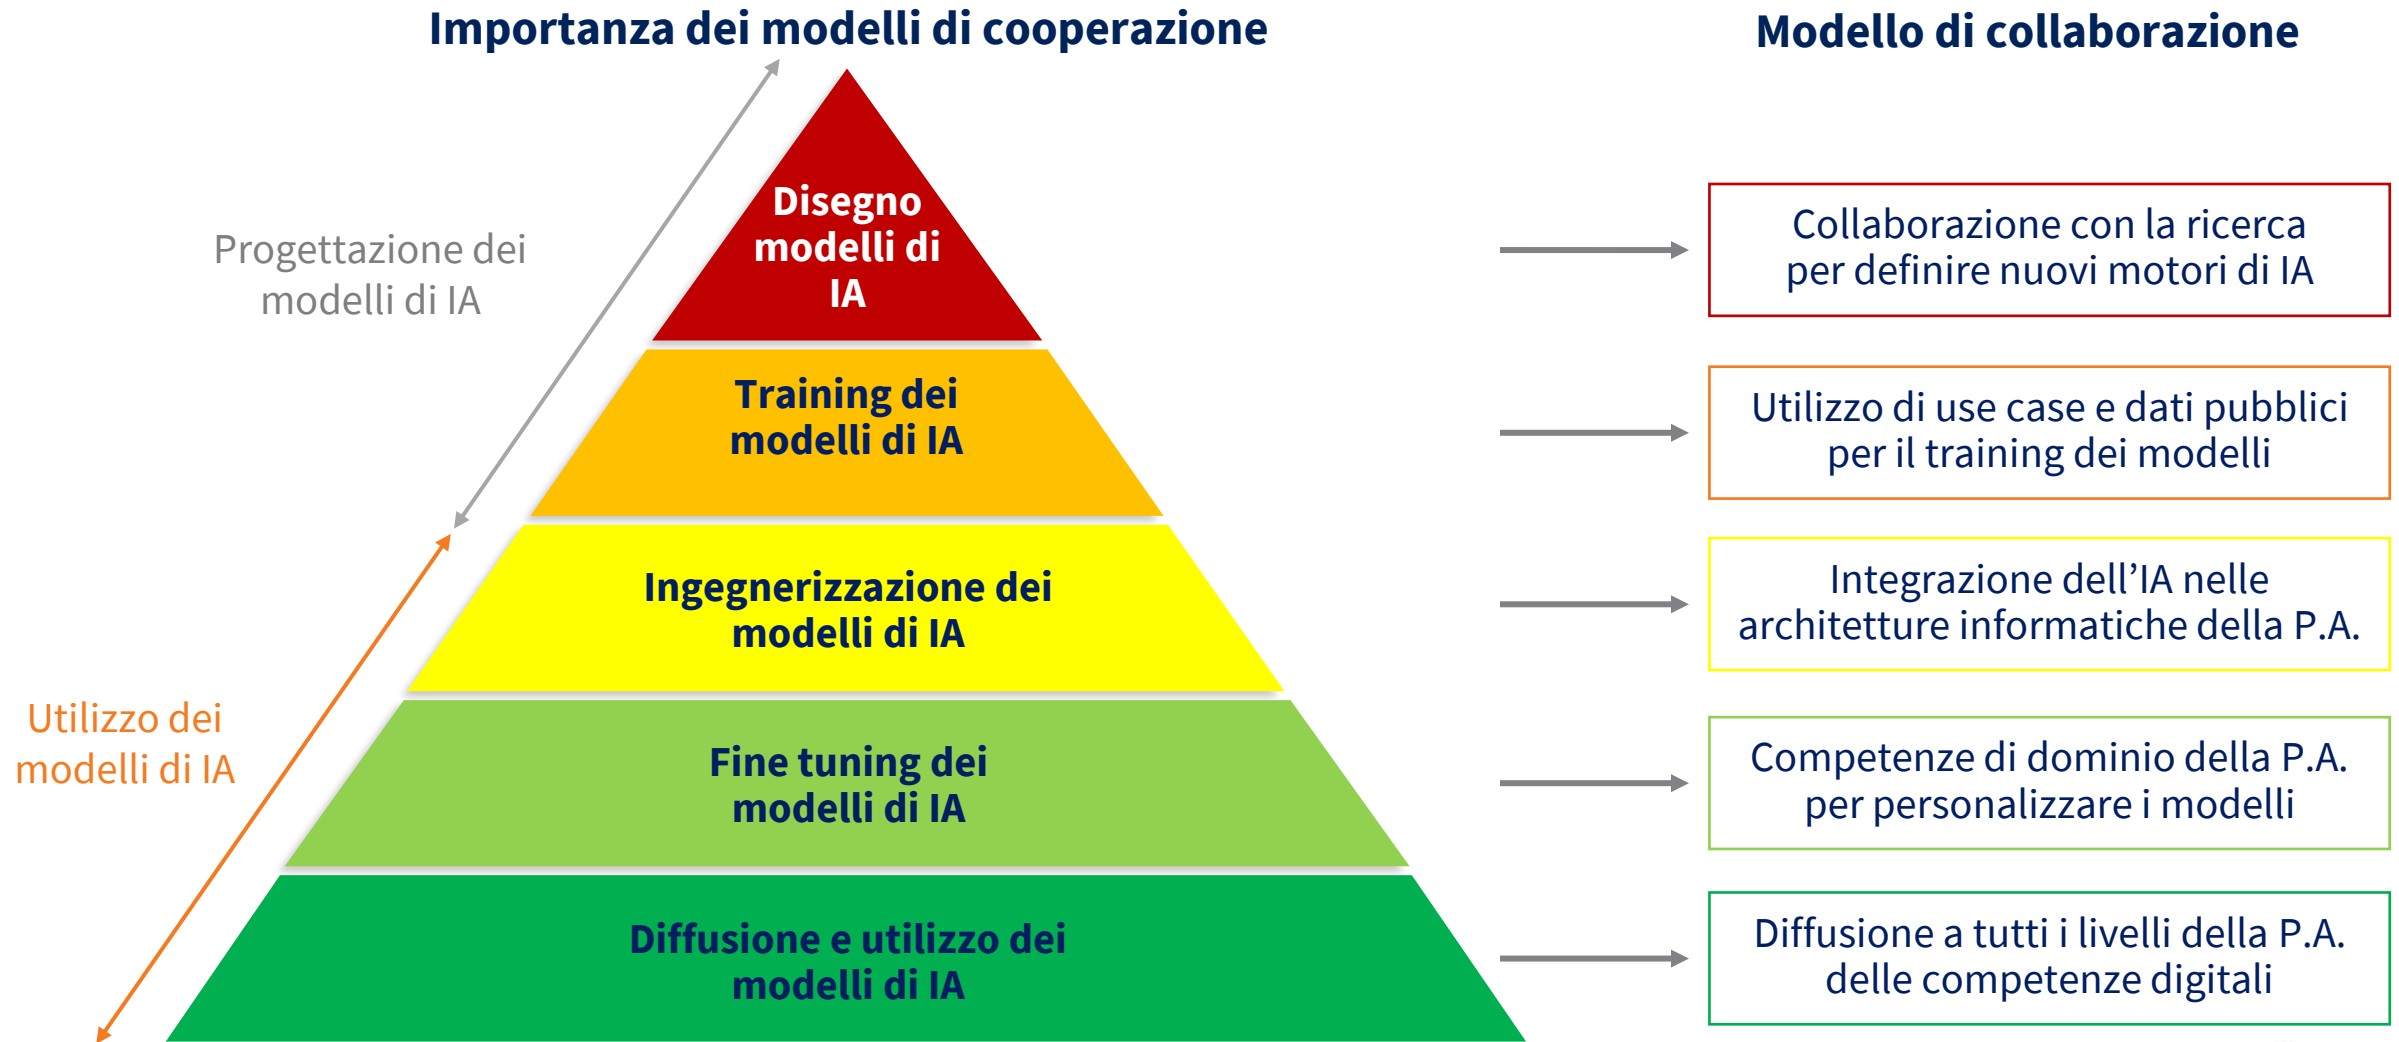 Importanza dei modelli di cooperazione
Modello di collaborazione
Progettazione dei
modelli di IA
Utilizzo dei
modelli di IA
Disegno
modelli di
IA
Collaborazione con la ricerca
per definire nuovi motori di IA
Training dei
modelli di IA
Utilizzo di use case e dati pubblici
per il training dei modelli
Ingegnerizzazione dei
modelli di IA
Integrazione dell’IA nelle
architetture informatiche della P.A.
Fine tuning dei
modelli di IA
Competenze di dominio della P.A.
per personalizzare i modelli
Diffusione e utilizzo dei
modelli di IA
Diffusione a tutti i livelli della P.A.
delle competenze digitali